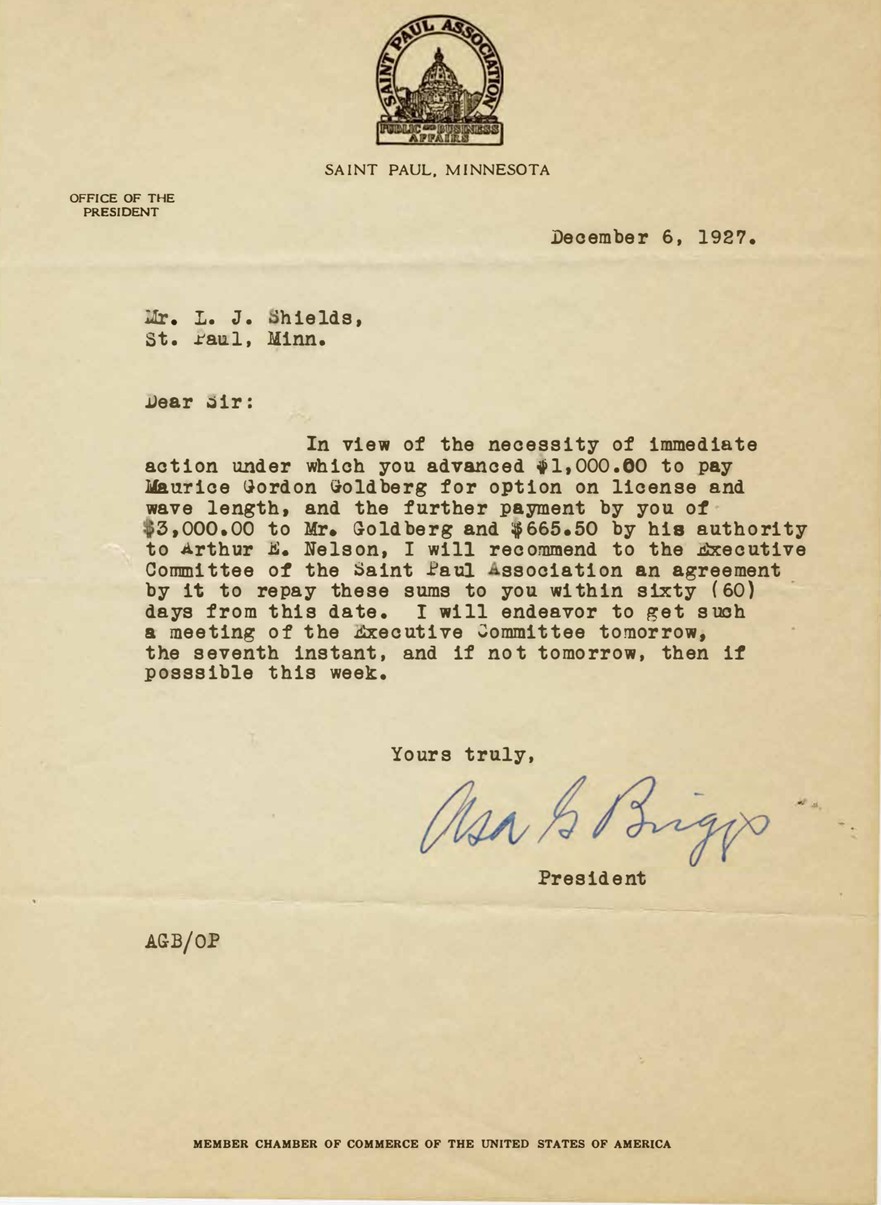 SAINT PAUL ASSOCIATION
PUBLIC AND BUSINESS
AFFAIRS
SAINT PAUL, MINNESOTA
OFFICE OF THE
PRESIDENT
December 6, 1927.
Mr. L. J. Shields,
St. Paul, Minn.
Dear Sir:
In view of the necessity of immediate
action under which you advanced $1,000.00 to pay
Maurice Gordon Goldberg for option on license and
wave length, and the further payment by you of
$3,000.00 to Mr. Goldberg and $665.50 by his authority
to Arthur E. Nelson, I will recommend to the Executive
Committee of the Saint Paul Association an agreement
by it to repay these sums to you within sixty (60)
days from this date. I will endeavor to get such
a meeting of the Executive Committee tomorrow,
the seventh instant, and if not tomorrow, then if
posssible this week.
Yours truly,
Asa G Briggs
President
AGB/OP
MEMBER CHAMBER OF COMMERCE OF THE UNITED STATES OF AMERICA